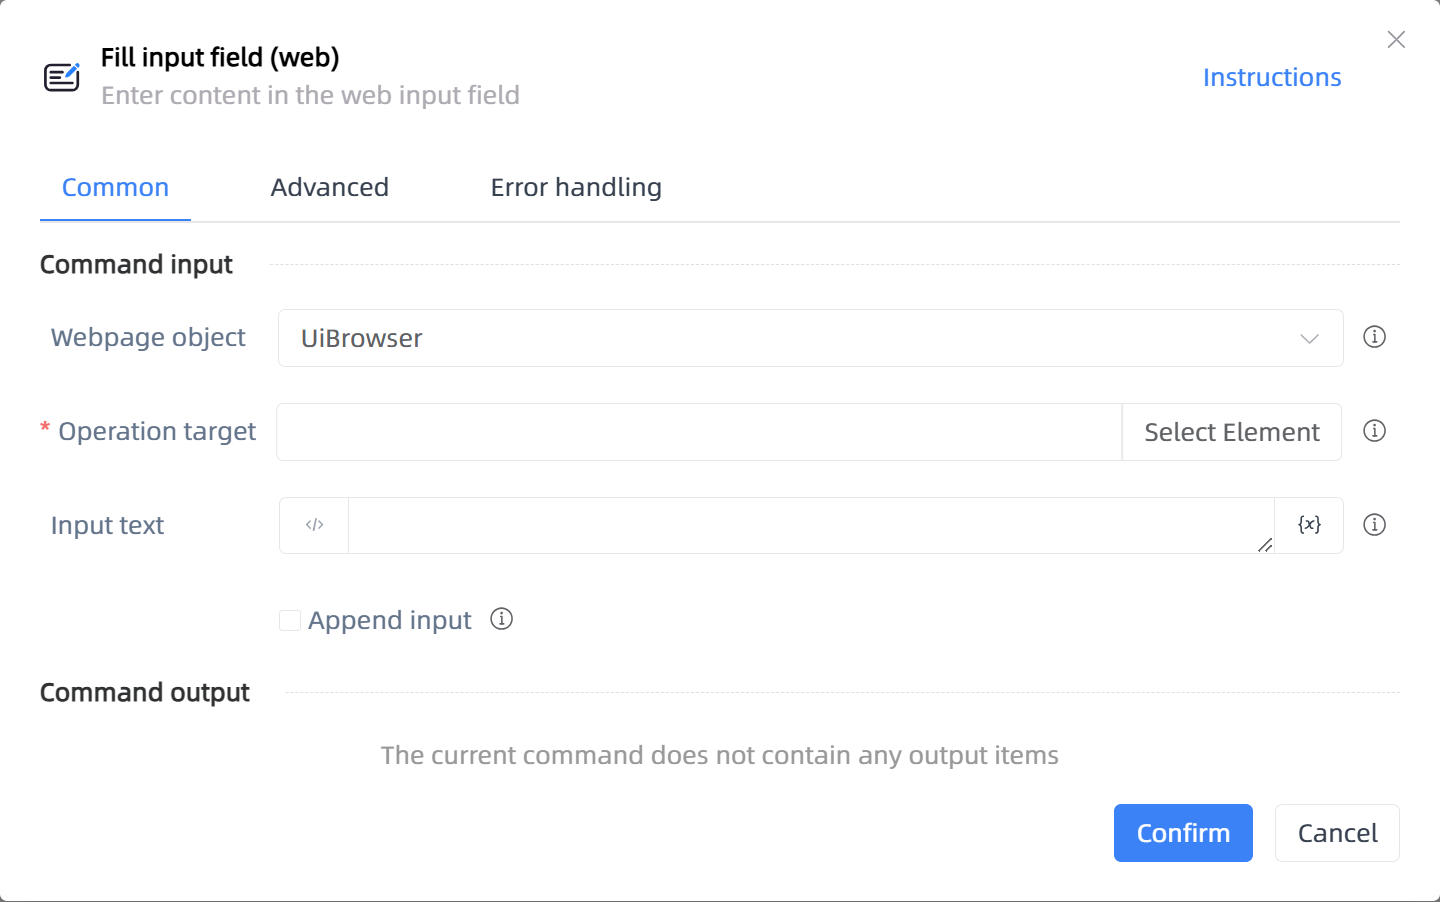 Fill input field (web)
Enter content in the web input field
Instructions
Common
Advanced
Error handling
Command input
Webpage object
UiBrowser
* Operation target
Select Element
Input text
</>
{x}
Append input
Command output
The current command does not contain any output items
Confirm
Cancel